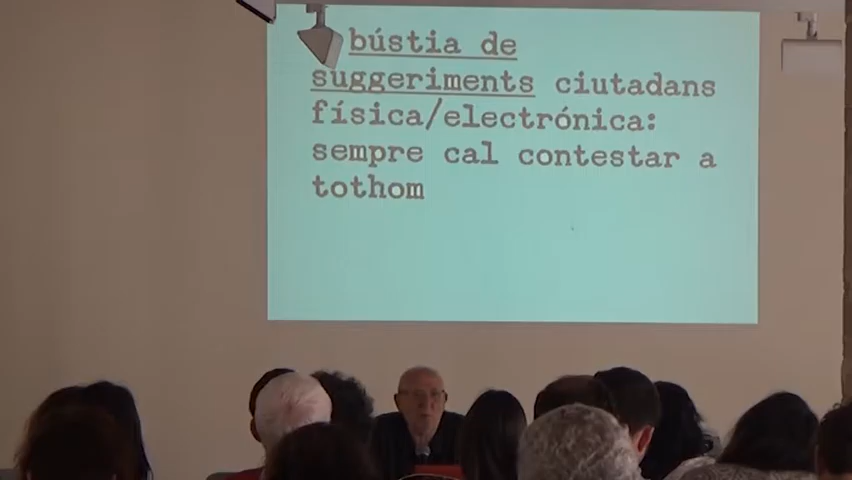 bústia de
suggeriments ciutadans
física/electrónica:
sempre cal contestar a
tothom